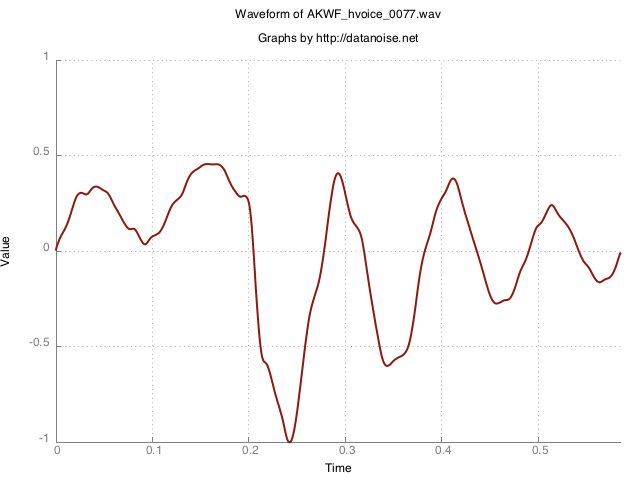 Waveform of AKWF_hvoice_0077.wav
Graphs by http://datanoise.net
1
0.5
0
-0.5
-1
Value
0 0.1 0.2 0.3 0.4 0.5
Time